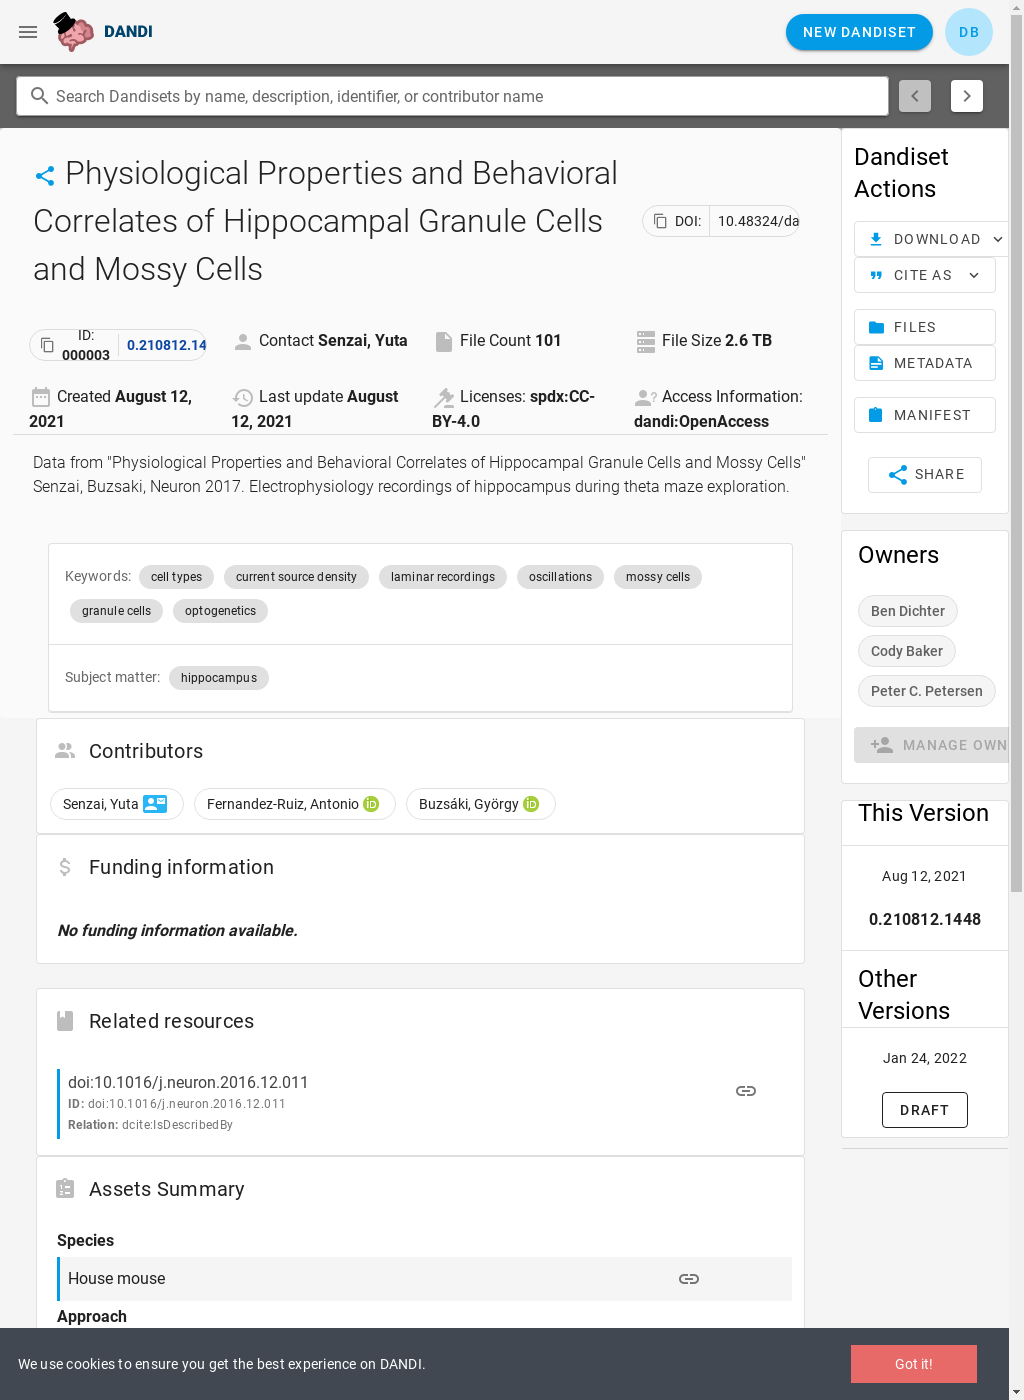 DANDI
NEW DANDISET
DB
Search Dandisets by name, description, identifier, or contributor name
Physiological Properties and Behavioral
Correlates of Hippocampal Granule Cells
and Mossy Cells
DOI:
10.48324/da
ID:
000003
0.210812.14
Contact Senzai, Yuta
File Count 101
File Size 2.6 TB
Created August 12,
2021
Last update August
12, 2021
Licenses: spdx:CC-
BY-4.0
Access Information:
dandi:OpenAccess
Data from "Physiological Properties and Behavioral Correlates of Hippocampal Granule Cells and Mossy Cells"
Senzai, Buzsaki, Neuron 2017. Electrophysiology recordings of hippocampus during theta maze exploration.
Keywords: cell types current source density laminar recordings oscillations mossy cells
granule cells optogenetics
Subject matter: hippocampus
Contributors
Senzai, Yuta
Fernandez-Ruiz, Antonio iD
Buzsáki, György iD
Funding information
No funding information available.
Related resources
doi:10.1016/j.neuron.2016.12.011
ID: doi:10.1016/j.neuron.2016.12.011
Relation: dcite:IsDescribedBy
Assets Summary
Species
House mouse
Approach
Dandiset
Actions
DOWNLOAD
CITE AS
FILES
METADATA
MANIFEST
SHARE
Owners
Ben Dichter
Cody Baker
Peter C. Petersen
MANAGE OWN
This Version
Aug 12, 2021
0.210812.1448
Other
Versions
Jan 24, 2022
DRAFT
We use cookies to ensure you get the best experience on DANDI.
Got it!